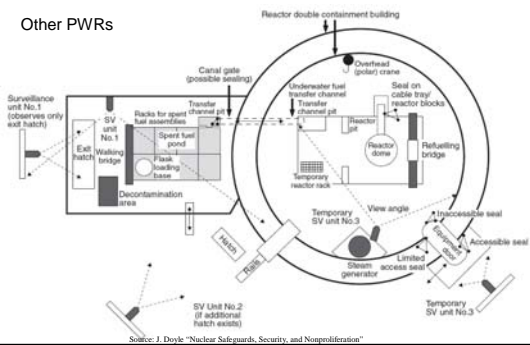 Other PWRs
Reactor double containment building
Canal gate
(possible sealing)
Underwater fuel
transfer channel
Overhead
(polar) crane
Surveillance
unit No.1
(observes only
exit hatch)
SV
unit
No.1
Racks for spent
fuel assemblies
Transfer
channel
pit
Transfer
channel pit
Seal on
cable tray/
reactor blocks
Exit
hatch
Walking
bridge
Spent fuel
pond
Flask
loading
base
Reactor
pit
Reactor
dome
Refuelling
bridge
Decontamination
area
Temporary
reactor rack
View angle
Temporary
SV unit No.3
Inaccessible seal
Equipment
door
Accessible seal
Hatch
Rails
Steam
generator
Limited
access seal
SV Unit No.2
(if additional
hatch exists)
Temporary
SV unit No.3
Source: J. Doyle “Nuclear Safeguards, Security, and Nonproliferation”